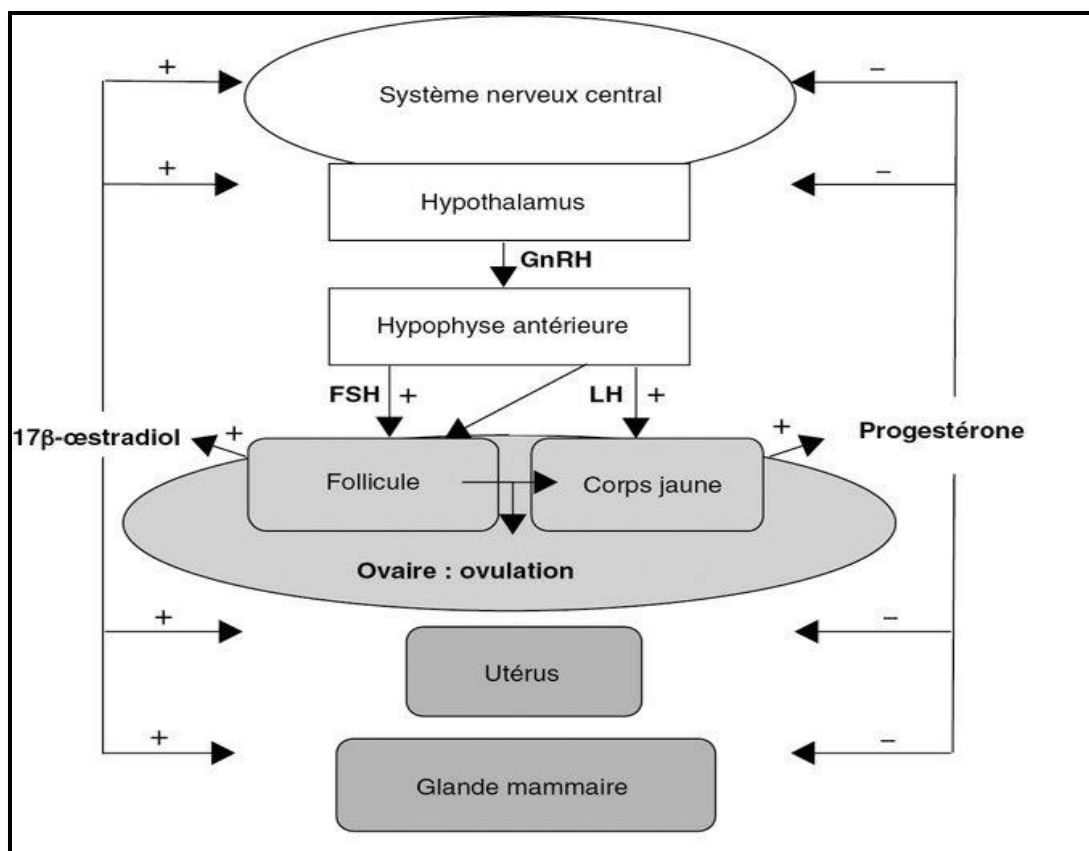 +
–
Système nerveux central
+
–
Hypothalamus
GnRH
Hypophyse antérieure
FSH
+
LH
+
17β-œstradiol
+
+
Progestérone
Follicule
Corps jaune
Ovaire : ovulation
+
–
Utérus
+
–
Glande mammaire